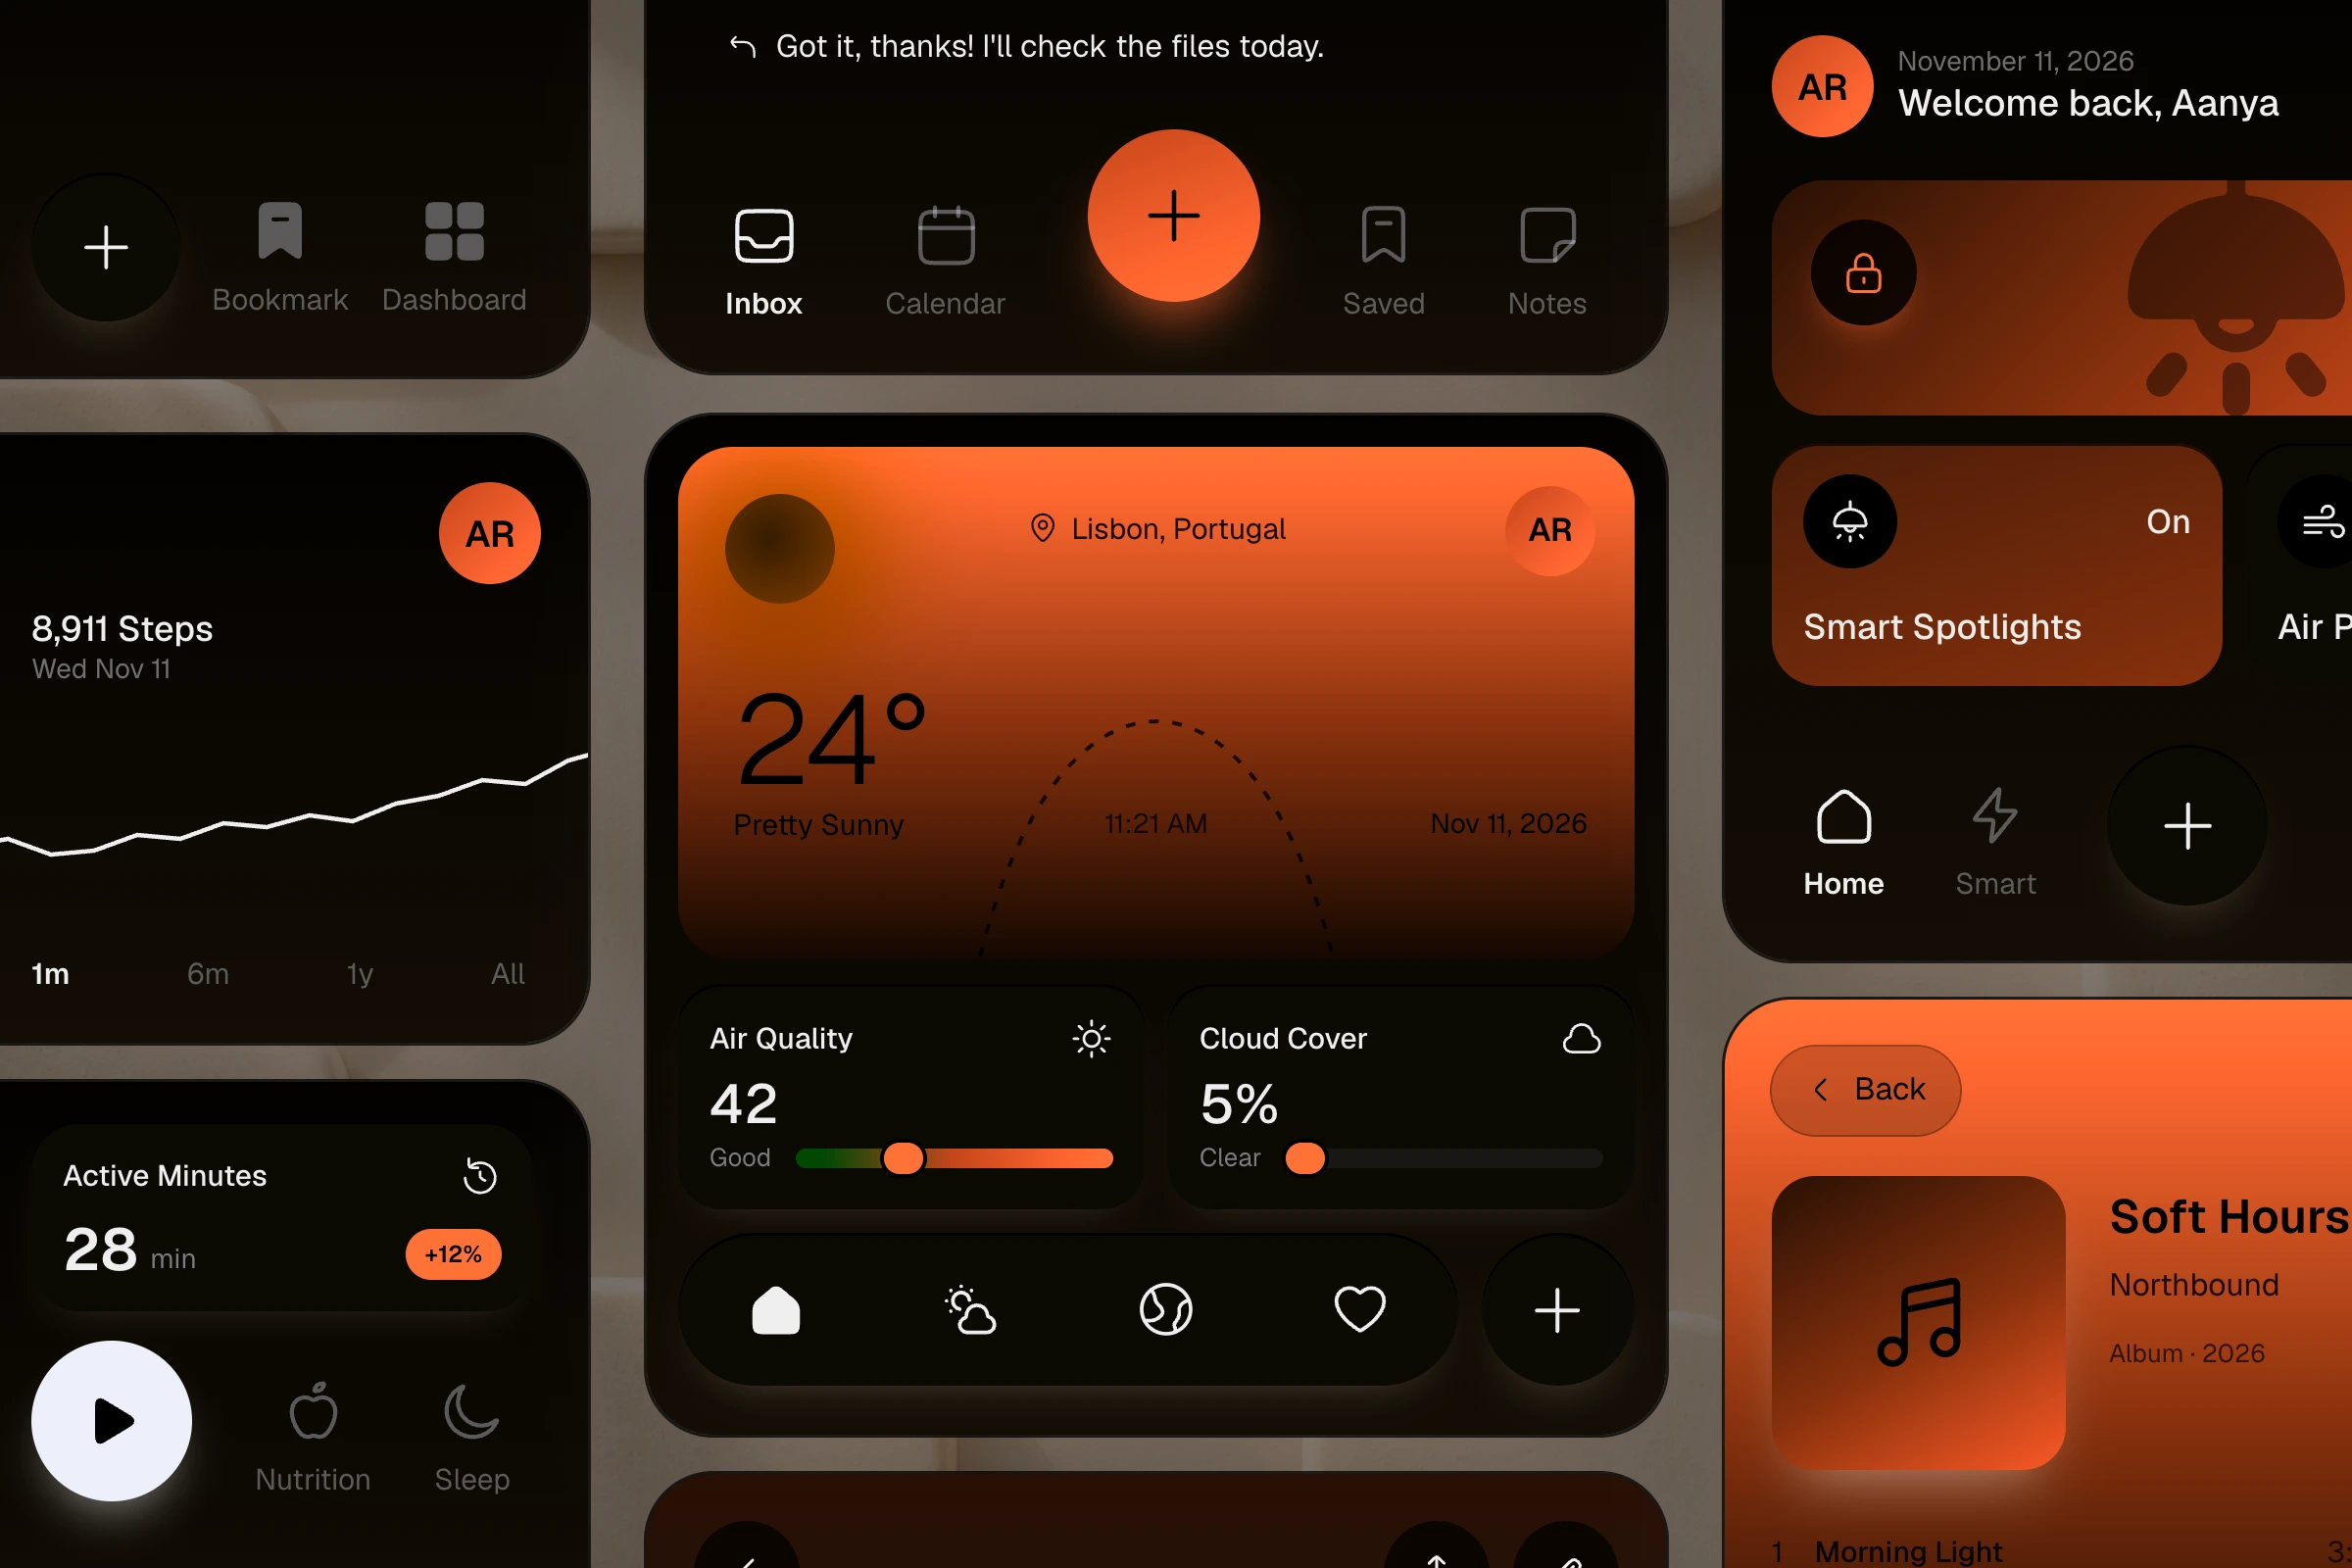 Bookmark
Dashboard
AR
8,911 Steps
Wed Nov 11
1m
6m
1y
All
Active Minutes
28 min
+12%
Nutrition
Sleep
Got it, thanks! I'll check the files today.
Inbox
Calendar
Saved
Notes
Lisbon, Portugal
AR
24°
Pretty Sunny
11:21 AM
Nov 11, 2026
Air Quality
42
Good
Cloud Cover
5%
Clear
AR
November 11, 2026
Welcome back, Aanya
On
Smart Spotlights
Air
Home
Smart
Back
Soft Hours
Northbound
Album · 2026
1 Morning Light